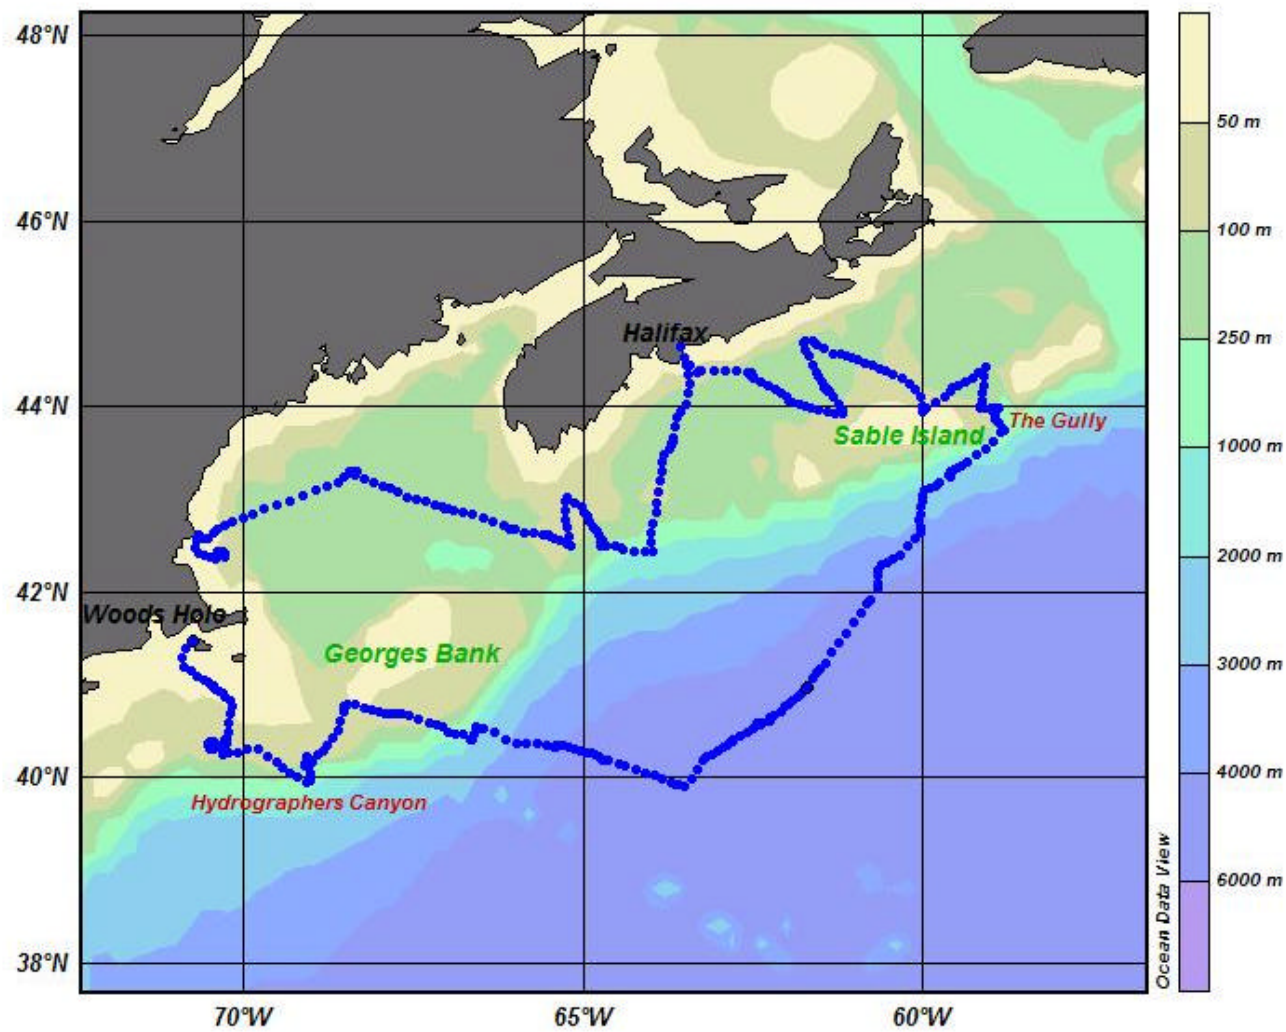 48°N
46°N
44°N
42°N
40°N
38°N
70°W
65°W
60°W
Halifax
The Gully
Sable Island
Woods Hole
Georges Bank
Hydrographers Canyon
50 m
100 m
250 m
1000 m
2000 m
3000 m
4000 m
6000 m
Ocean Data View